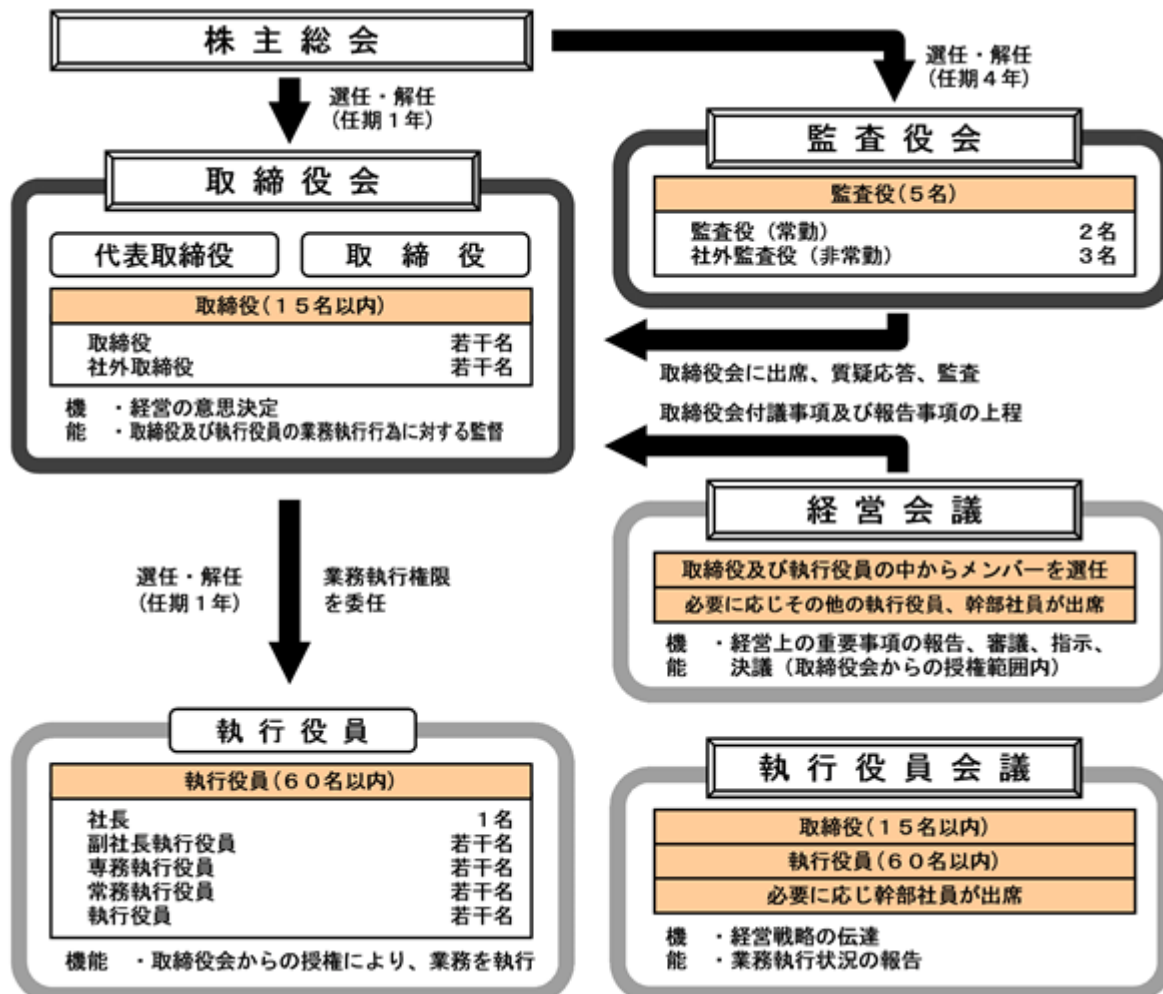 株主総会
選任・解任
(任期1年)
選任・解任
(任期4年)
取締役会
代表取締役
取締役
取締役(15名以内)
取締役 若干名
社外取締役 若干名
機 ・経営の意思決定
能 ・取締役及び執行役員の業務執行行為に対する監督
監査役会
監査役(5名)
監査役(常勤) 2名
社外監査役(非常勤) 3名
取締役会に出席、質疑応答、監査
取締役会付議事項及び報告事項の上程
選任・解任
(任期1年)
業務執行権限
を委任
経営会議
取締役及び執行役員の中からメンバーを選任
必要に応じその他の執行役員、幹部社員が出席
機 ・経営上の重要事項の報告、審議、指示、
能 決議(取締役会からの授権範囲内)
執行役員
執行役員(60名以内)
社長 1名
副社長執行役員 若干名
専務執行役員 若干名
常務執行役員 若干名
執行役員 若干名
機能 ・取締役会からの授権により、業務を執行
執行役員会議
取締役(15名以内)
執行役員(60名以内)
必要に応じ幹部社員が出席
機 ・経営戦略の伝達
能 ・業務執行状況の報告